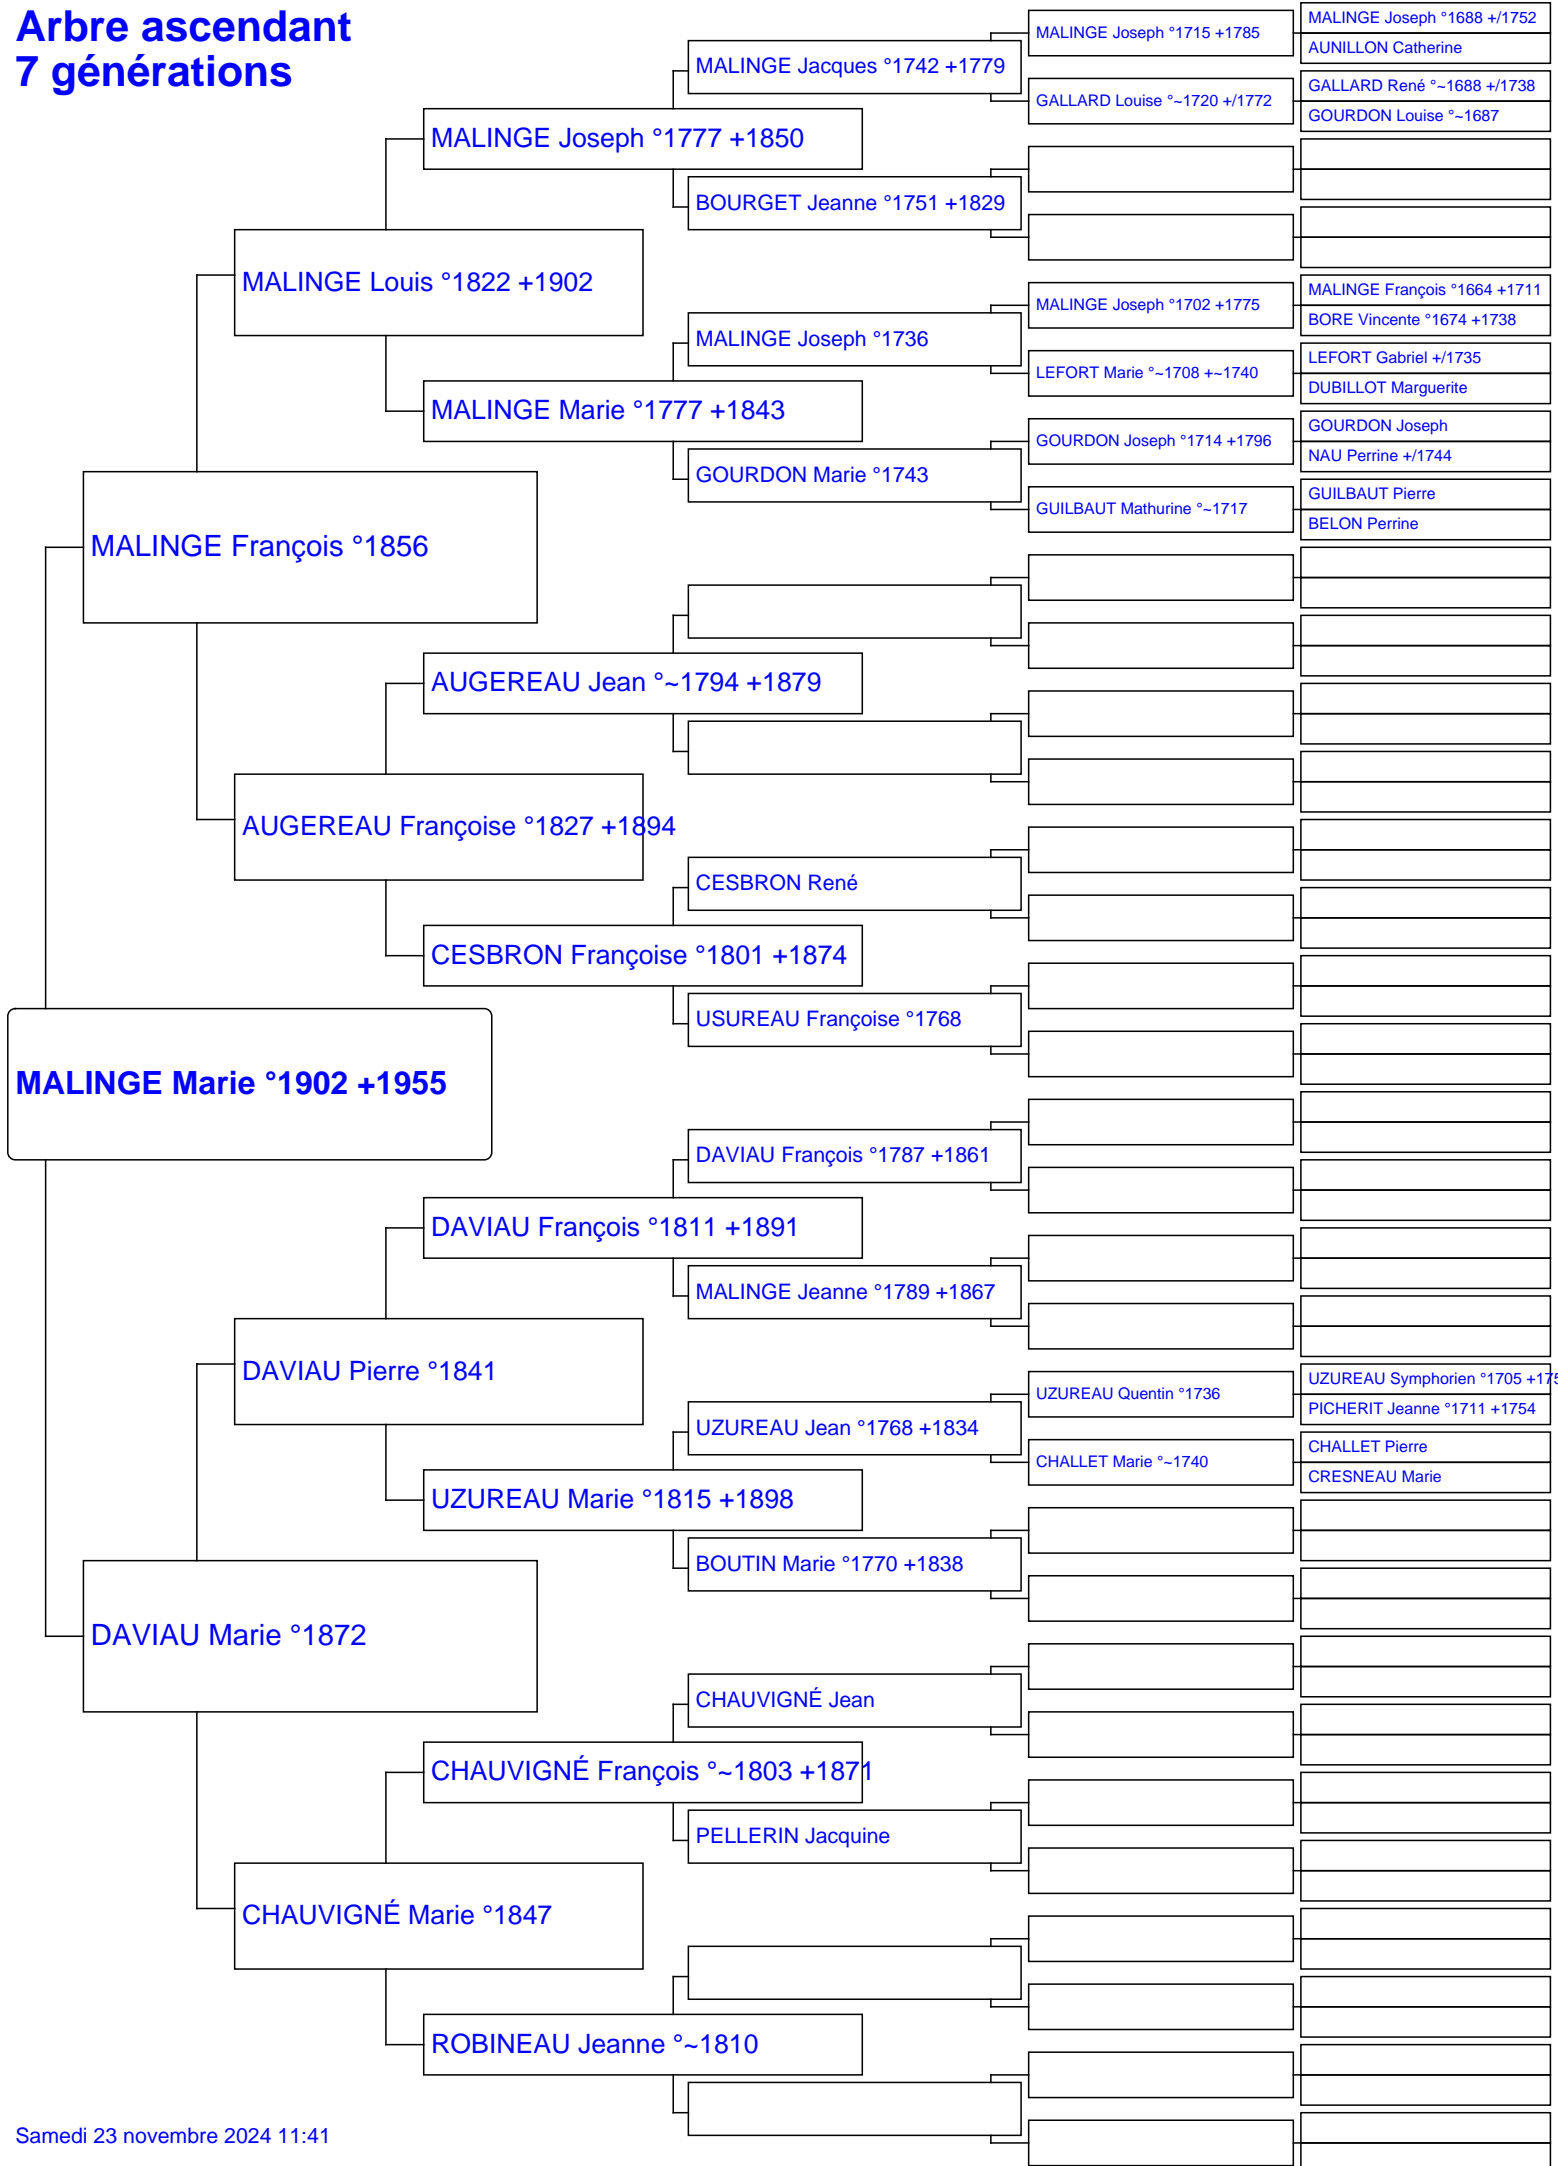 Arbre ascendant
7 générations
MALINGE Joseph °1688 +/1752
MALINGE Joseph °1715 +1785
AUNILLON Catherine
MALINGE Jacques °1742 +1779
GALLARD René °~1688 +/1738
GALLARD Louise °~1720 +/1772
GOURDON Louise °~1687
MALINGE Joseph °1777 +1850
BOURGET Jeanne °1751 +1829
MALINGE Louis °1822 +1902
MALINGE François °1664 +1711
MALINGE Joseph °1702 +1775
BORE Vincente °1674 +1738
MALINGE Joseph °1736
LEFORT Gabriel +/1735
LEFORT Marie °~1708 +~1740
DUBILLOT Marguerite
MALINGE Marie °1777 +1843
GOURDON Joseph
GOURDON Joseph °1714 +1796
NAU Perrine +/1744
GOURDON Marie °1743
GUILBAUT Pierre
GUILBAUT Mathurine °~1717
BELON Perrine
MALINGE François °1856
AUGEREAU Jean °~1794 +1879
AUGEREAU Françoise °1827 +1894
CESBRON René
CESBRON Françoise °1801 +1874
USUREAU Françoise °1768
MALINGE Marie °1902 +1955
DAVIAU François °1787 +1861
DAVIAU François °1811 +1891
MALINGE Jeanne °1789 +1867
DAVIAU Pierre °1841
UZUREAU Symphorien °1705 +175
UZUREAU Quentin °1736
PICHERIT Jeanne °1711 +1754
UZUREAU Jean °1768 +1834
CHALLET Pierre
CHALLET Marie °~1740
CRESNEAU Marie
UZUREAU Marie °1815 +1898
BOUTIN Marie °1770 +1838
DAVIAU Marie °1872
CHAUVIGNÉ Jean
CHAUVIGNÉ François °~1803 +1871
PELLERIN Jacquine
CHAUVIGNÉ Marie °1847
ROBINEAU Jeanne °~1810
Samedi 23 novembre 2024 11:41